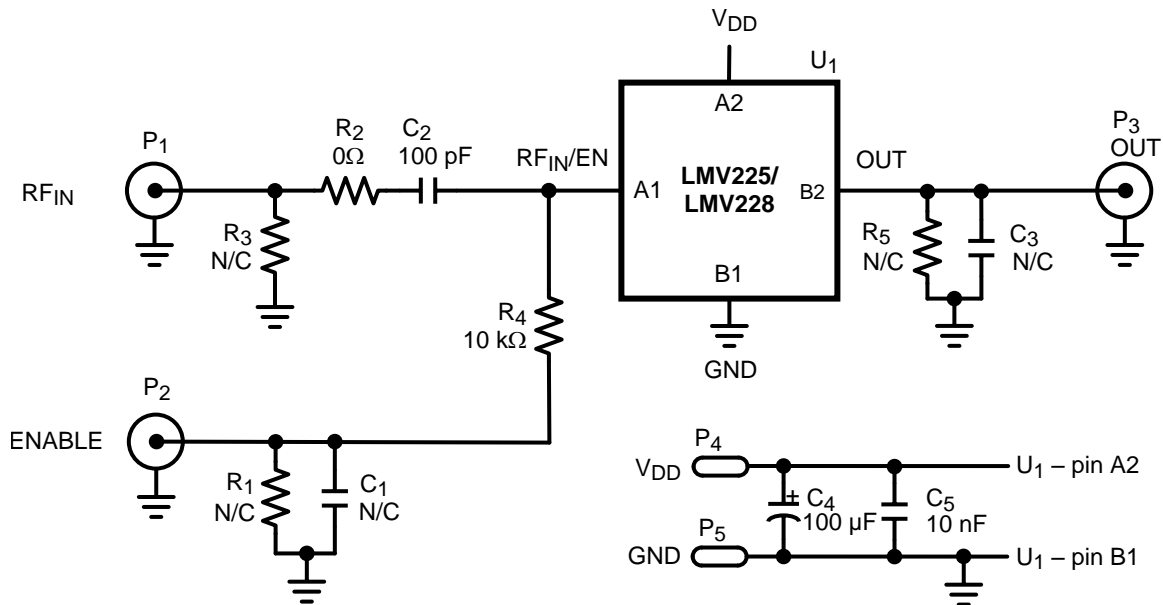 VDD
U1
A2
P1
R2
0Ω
C2
100 pF
RFIN/EN
LMV225/
LMV228
A1
B2
OUT
P3
OUT
RFIN
R3
N/C
R5
N/C
C3
N/C
B1
R4
10 kΩ
GND
P2
ENABLE
R1
N/C
C1
N/C
P4
VDD
U1 – pin A2
+
C4
100 µF
C5
10 nF
P5
GND
U1 – pin B1